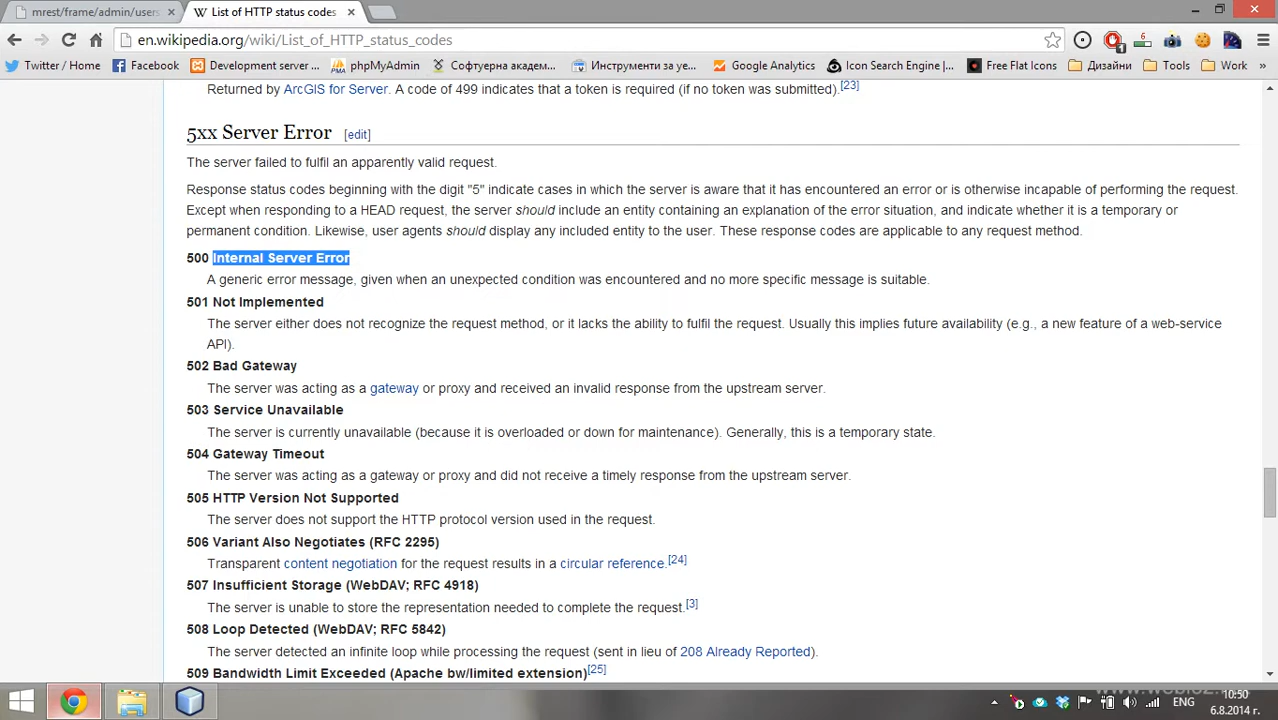 mrest/frame/admin/users
List of HTTP status codes
en.wikipedia.org/wiki/List_of_HTTP_status_codes
Twitter / Home
Facebook
Development server ...
phpMyAdmin
Софтуерна академ...
Инструменти за уе...
Google Analytics
Icon Search Engine |...
Free Flat Icons
Дизайни
Tools
Work
»
Returned by ArcGIS for Server. A code of 499 indicates that a token is required (if no token was submitted).[23]
5xx Server Error [edit]
The server failed to fulfil an apparently valid request.
Response status codes beginning with the digit "5" indicate cases in which the server is aware that it has encountered an error or is otherwise incapable of performing the request.
Except when responding to a HEAD request, the server should include an entity containing an explanation of the error situation, and indicate whether it is a temporary or
permanent condition. Likewise, user agents should display any included entity to the user. These response codes are applicable to any request method.
500 Internal Server Error
A generic error message, given when an unexpected condition was encountered and no more specific message is suitable.
501 Not Implemented
The server either does not recognize the request method, or it lacks the ability to fulfil the request. Usually this implies future availability (e.g., a new feature of a web-service
API).
502 Bad Gateway
The server was acting as a gateway or proxy and received an invalid response from the upstream server.
503 Service Unavailable
The server is currently unavailable (because it is overloaded or down for maintenance). Generally, this is a temporary state.
504 Gateway Timeout
The server was acting as a gateway or proxy and did not receive a timely response from the upstream server.
505 HTTP Version Not Supported
The server does not support the HTTP protocol version used in the request.
506 Variant Also Negotiates (RFC 2295)
Transparent content negotiation for the request results in a circular reference.[24]
507 Insufficient Storage (WebDAV; RFC 4918)
The server is unable to store the representation needed to complete the request.[3]
508 Loop Detected (WebDAV; RFC 5842)
The server detected an infinite loop while processing the request (sent in lieu of 208 Already Reported).
509 Bandwidth Limit Exceeded (Apache bw/limited extension)[25]
ENG
10:50
6.8.2014 г.